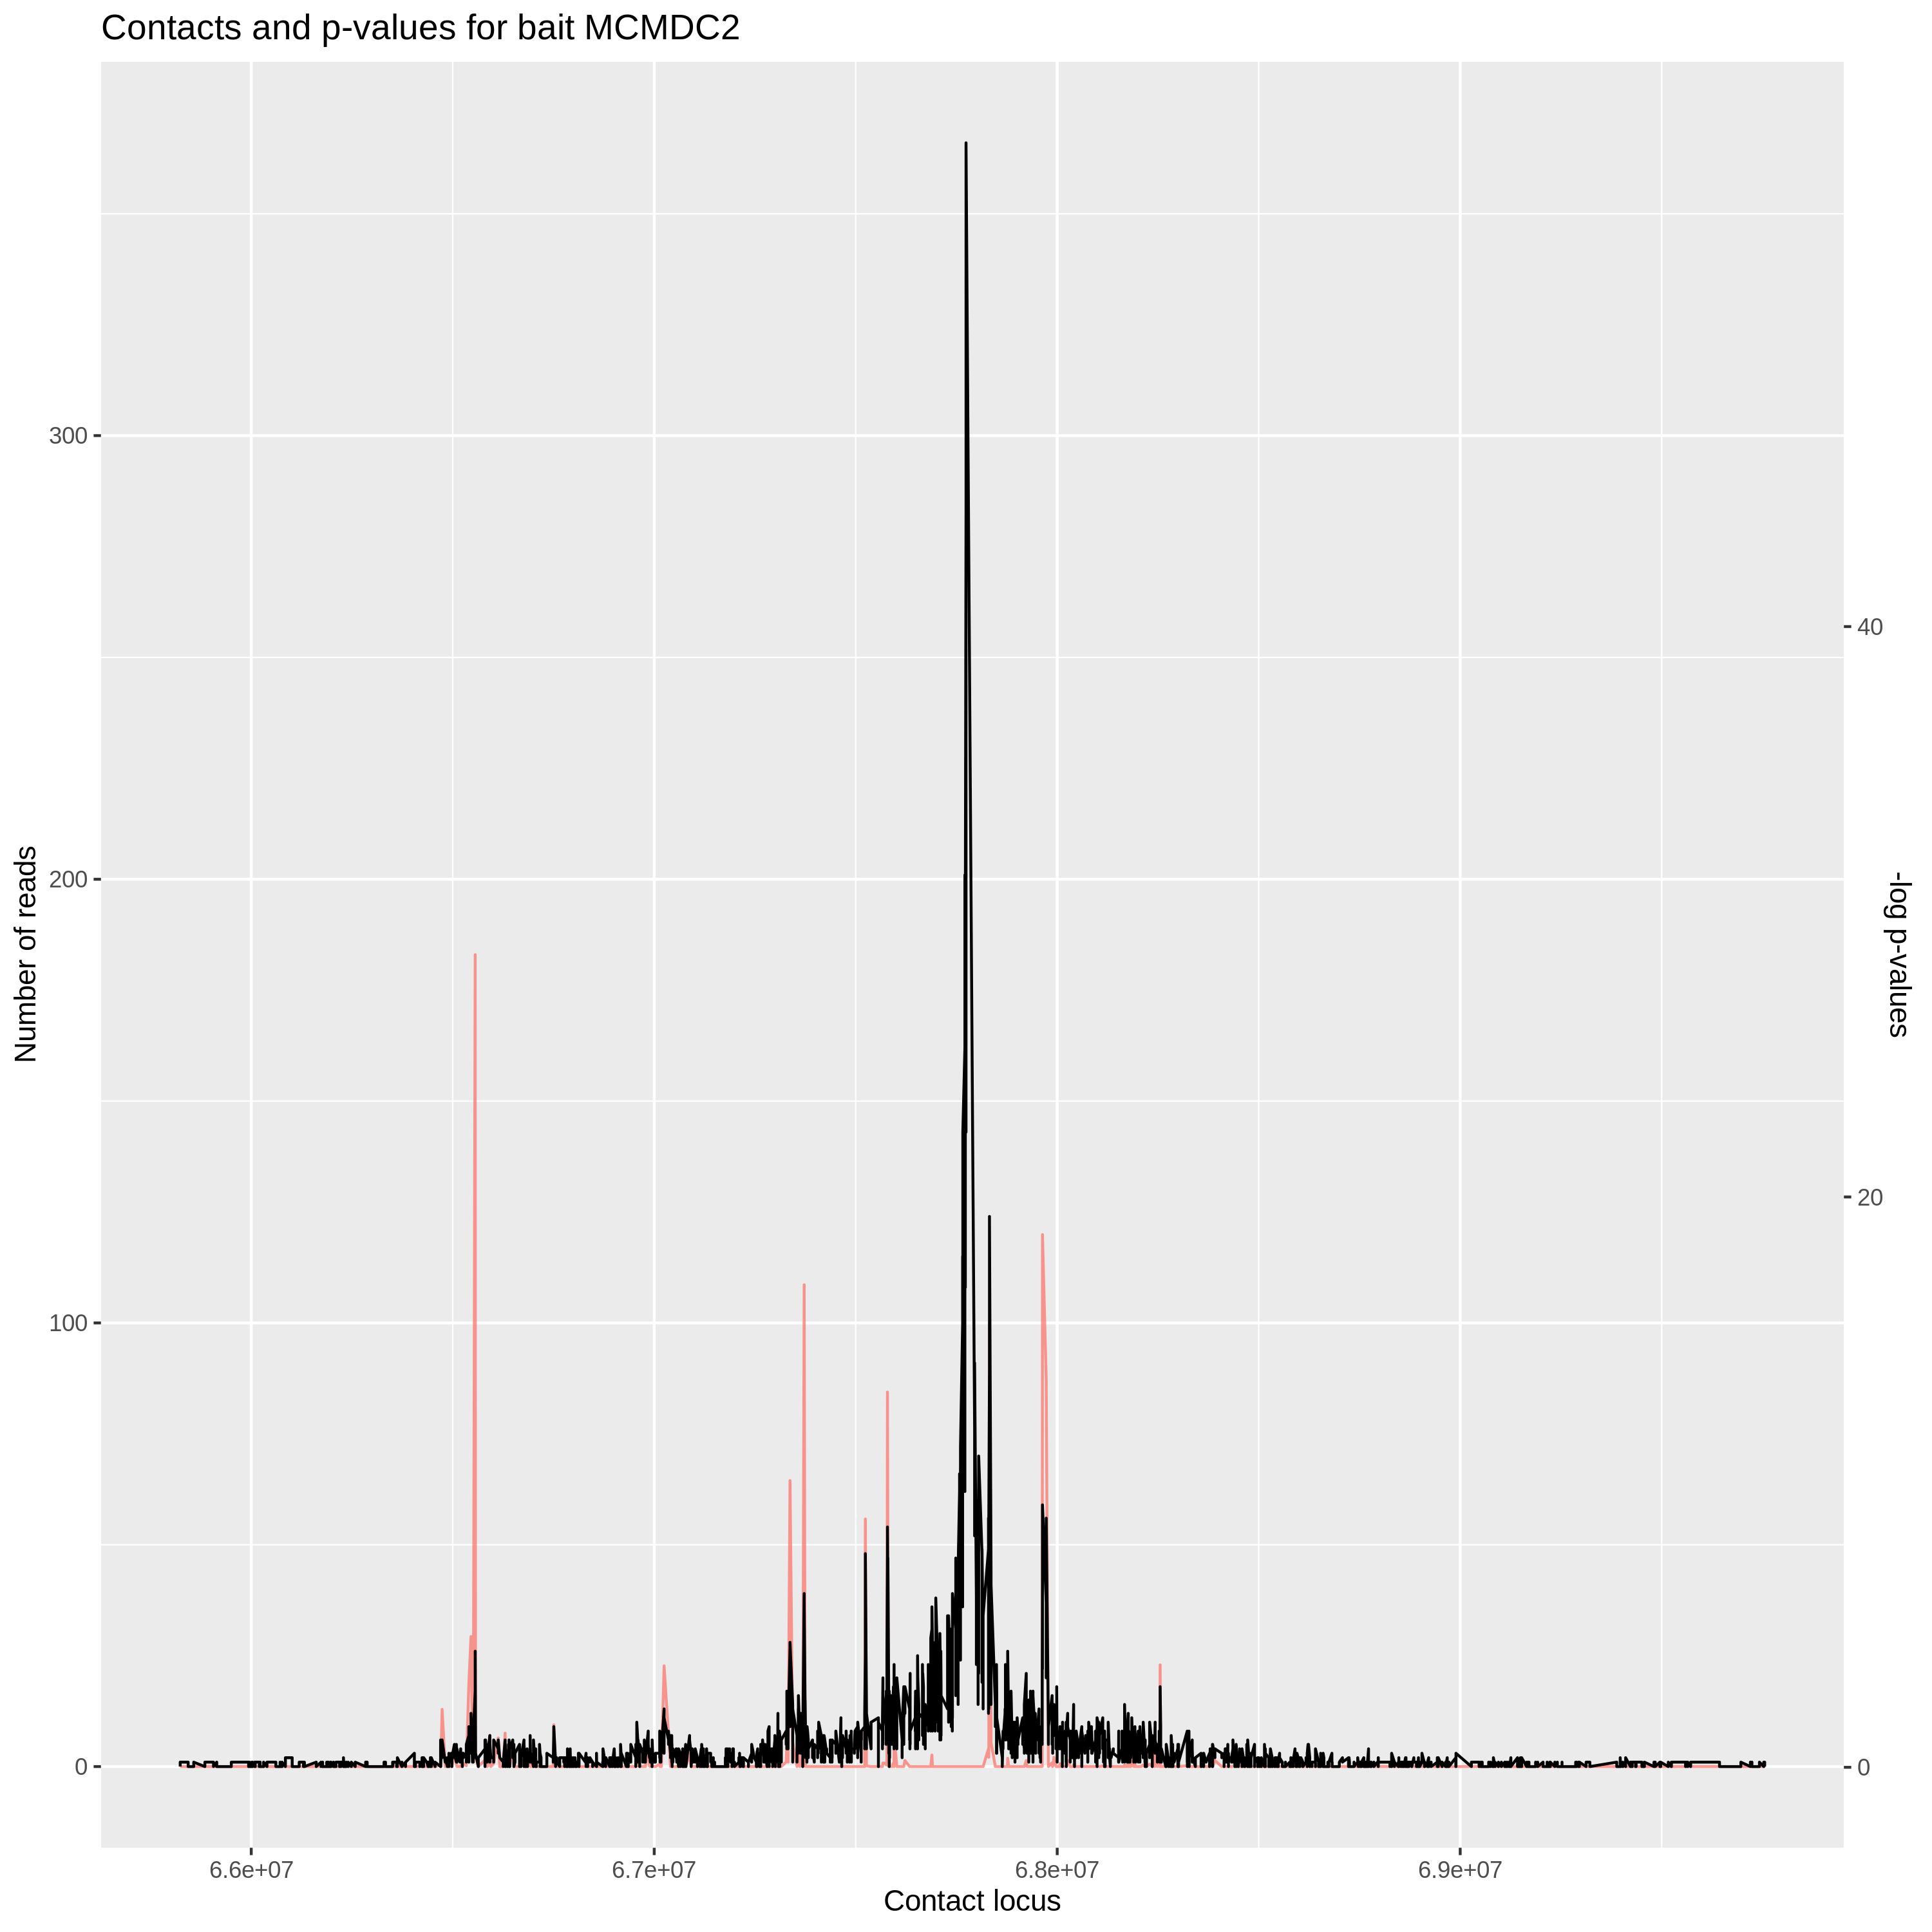 Contacts and p-values for bait MCMDC2
Number of reads
300
200
100
0
40
20
0
-log p-values
6.6e+07
6.7e+07
6.8e+07
6.9e+07
Contact locus